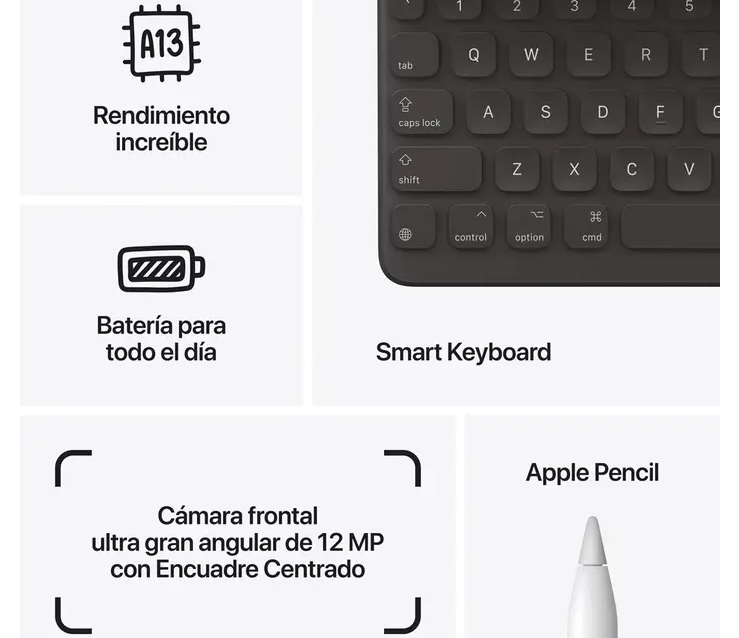 A13
Rendimiento
increíble
Batería para
todo el día
1 2 3 4 5
tab Q W E R T
caps lock A S D F G
shift Z X C V
control option cmd
Smart Keyboard
Cámara frontal
ultra gran angular de 12 MP
con Encuadre Centrado
Apple Pencil